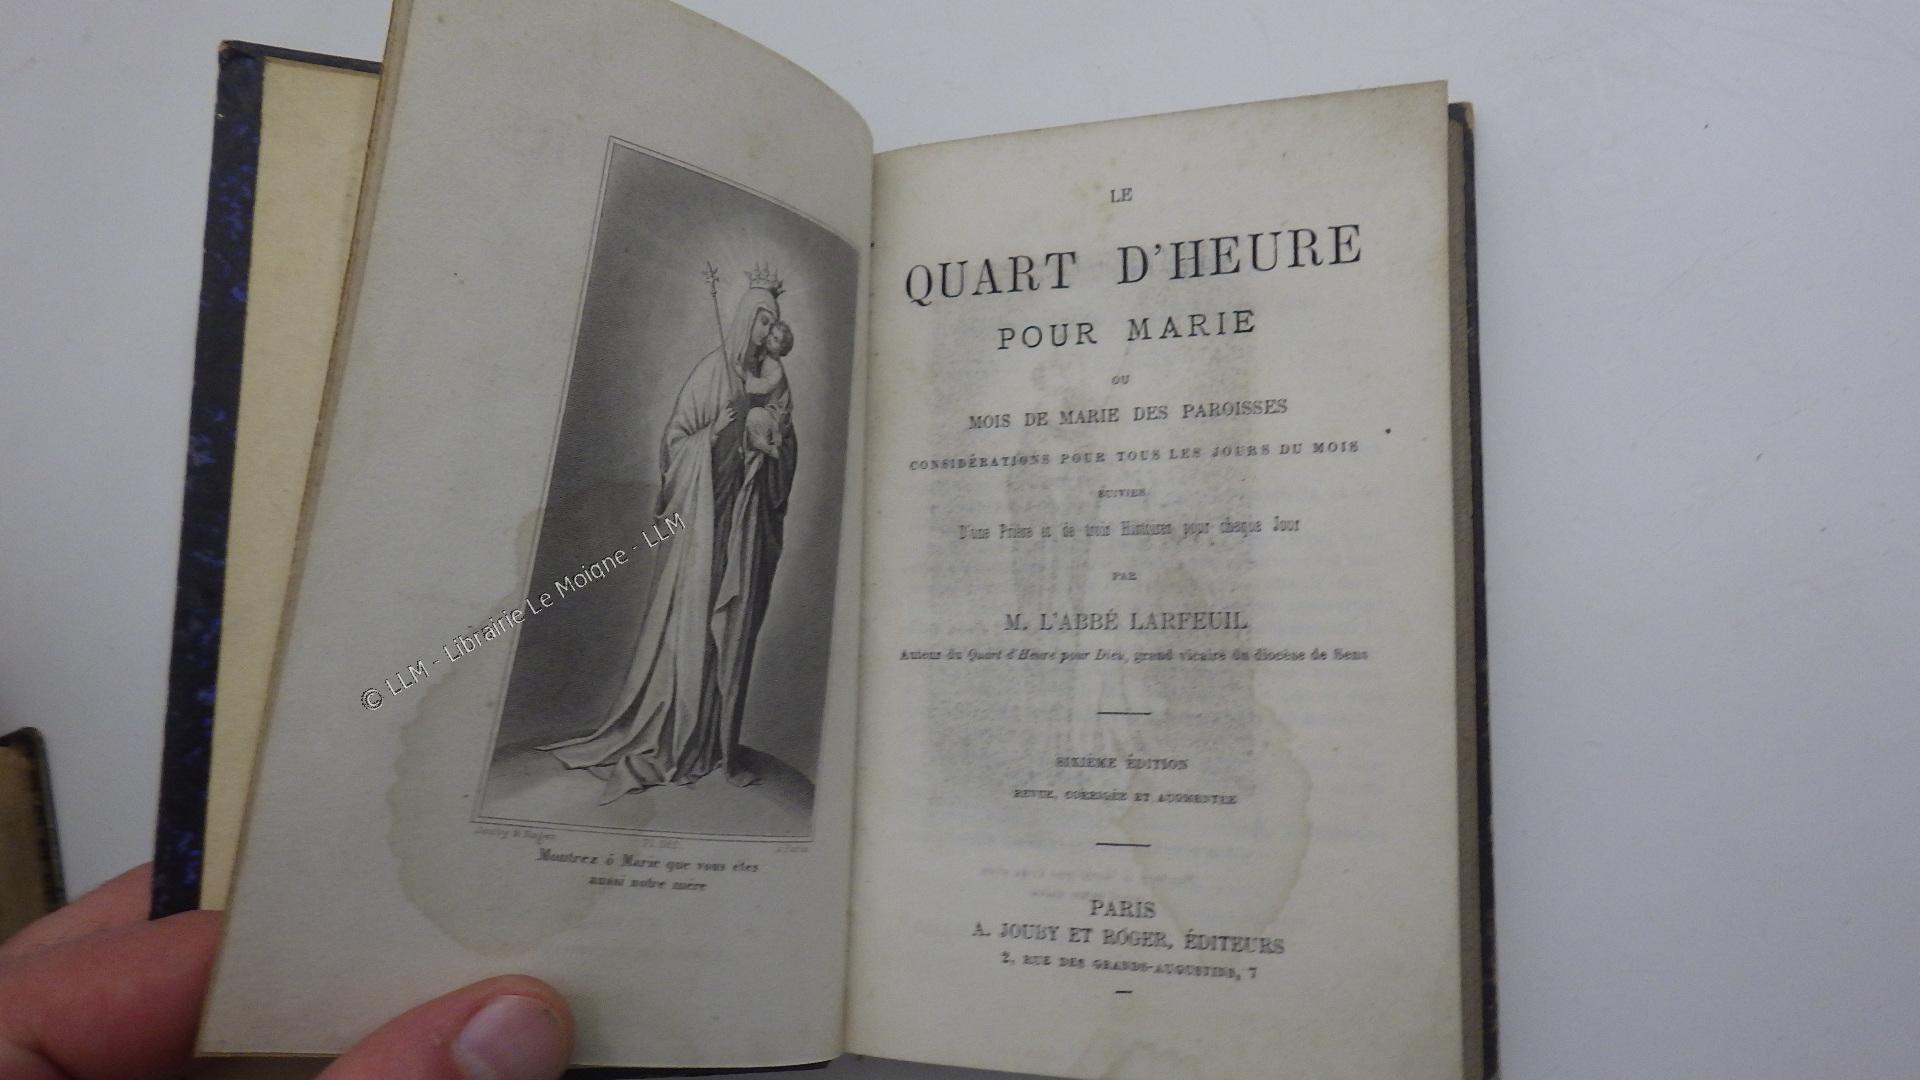 © LLM - Librairie Le Moigne - LLM
Jouby & Roger
à Paris
Montrez ô Marie que vous êtes
aussi notre mère
LE
QUART D'HEURE
POUR MARIE
OU
MOIS DE MARIE DES PAROISSES
CONSIDÉRATIONS POUR TOUS LES JOURS DU MOIS
SUIVIES
D'une Prière et de trois Histoires pour chaque Jour
PAR
M. L'ABBÉ LARFEUIL
Auteur du Quart d'Heure pour Dieu, grand vicaire du diocèse de Sens
SIXIÈME ÉDITION
REVUE, CORRIGÉE ET AUGMENTÉE
PARIS
A. JOUBY ET ROGER, ÉDITEURS
RUE DES GRANDS-AUGUSTINS, 7